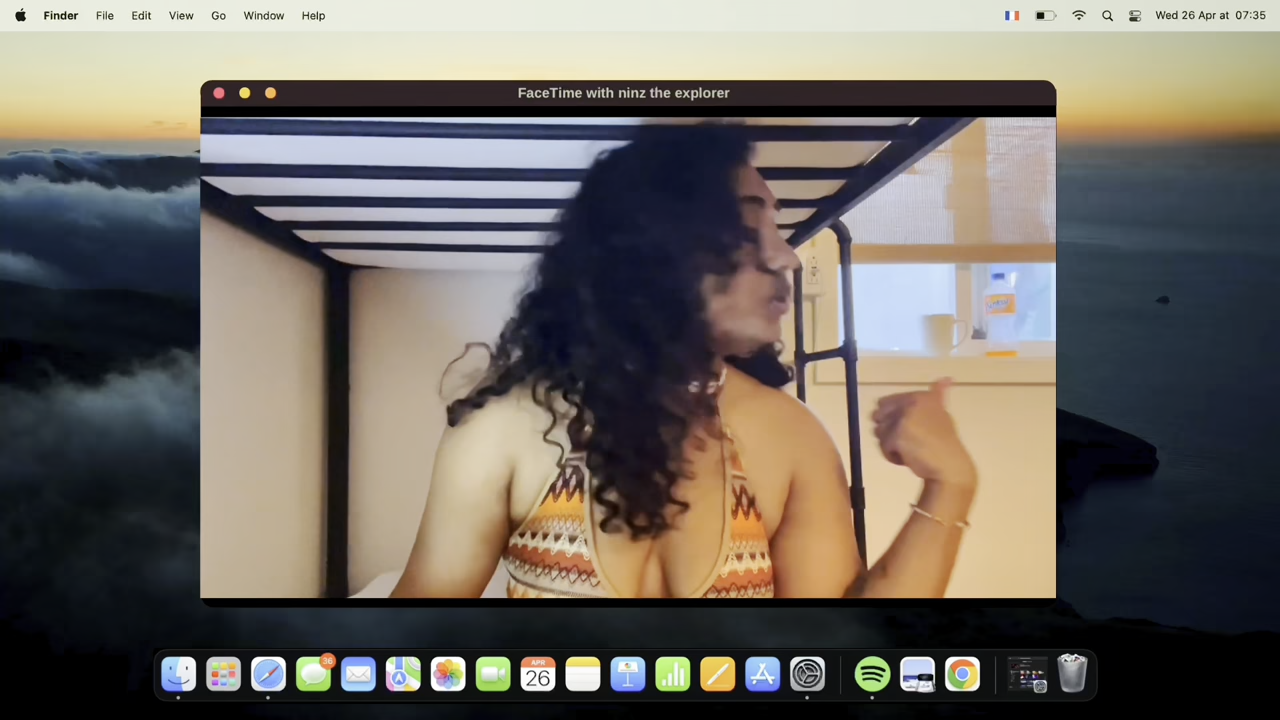 Finder File Edit View Go Window Help Wed 26 Apr at 07:35
FaceTime with ninz the explorer
36
APR
26